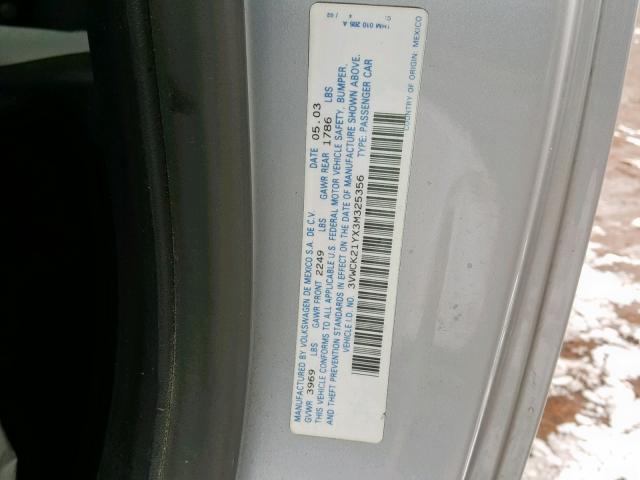 MANUFACTURED BY VOLKSWAGEN DE MEXICO S.A. DE C.V. DATE 05.03
GVWR 3969 LBS GAWR FRONT 2249 LBS GAWR REAR 1786 LBS
THIS VEHICLE CONFORMS TO ALL APPLICABLE U.S. FEDERAL MOTOR VEHICLE SAFETY, BUMPER,
AND THEFT PREVENTION STANDARDS IN EFFECT ON THE DATE OF MANUFACTURE SHOWN ABOVE.
VEHICLE I.D. NO. 3VWCK21YX3M325356 TYPE: PASSENGER CAR
COUNTRY OF ORIGIN: MEXICO